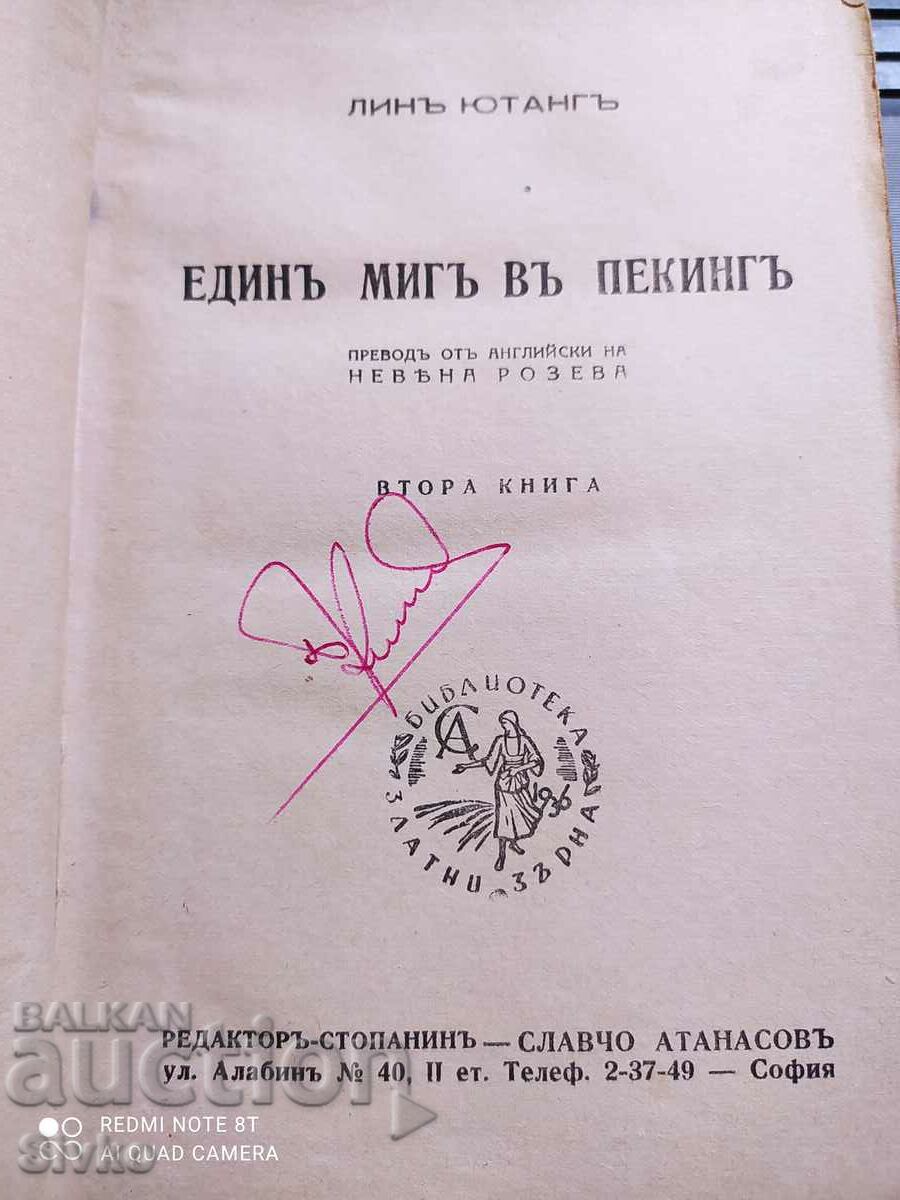 ЛИНЪ ЮТАНГЪ
ЕДИНЪ МИГЪ ВЪ ПЕКИНГЪ
ПРЕВОДЪ ОТЪ АНГЛИЙСКИ НА
НЕВѢНА РОЗЕВА
ВТОРА КНИГА
БИБЛИОТЕКА
СА
1936
ЗЛАТНИ ЗЪРНА
РЕДАКТОРЪ-СТОПАНИНЪ — СЛАВЧО АТАНАСОВЪ
ул. Алабинъ № 40, II ет. Телеф. 2-37-49 — София
BALKAN
auction
REDMI NOTE 8T
AI QUAD CAMERA
Sivko